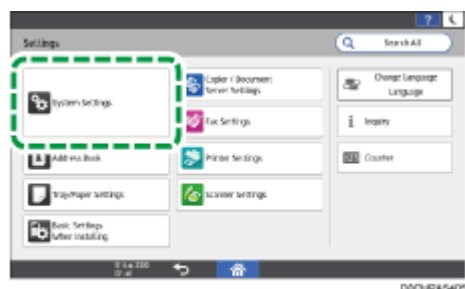 ?
Settings
Search All
System Settings
Copier / Document
Server Settings
Change Language
Language
Fax Settings
i Inquiry
Address Book
Printer Settings
Counter
Tray/Paper Settings
Scanner Settings
Basic Settings
When Installing